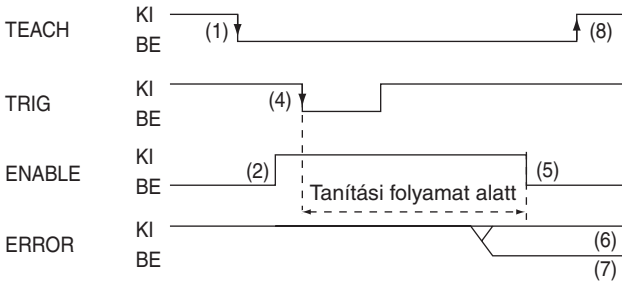 TEACH KI (1) (8)
BE
TRIG KI (4)
BE
ENABLE KI (2) (5)
BE Tanítási folyamat alatt
ERROR KI (6)
BE (7)